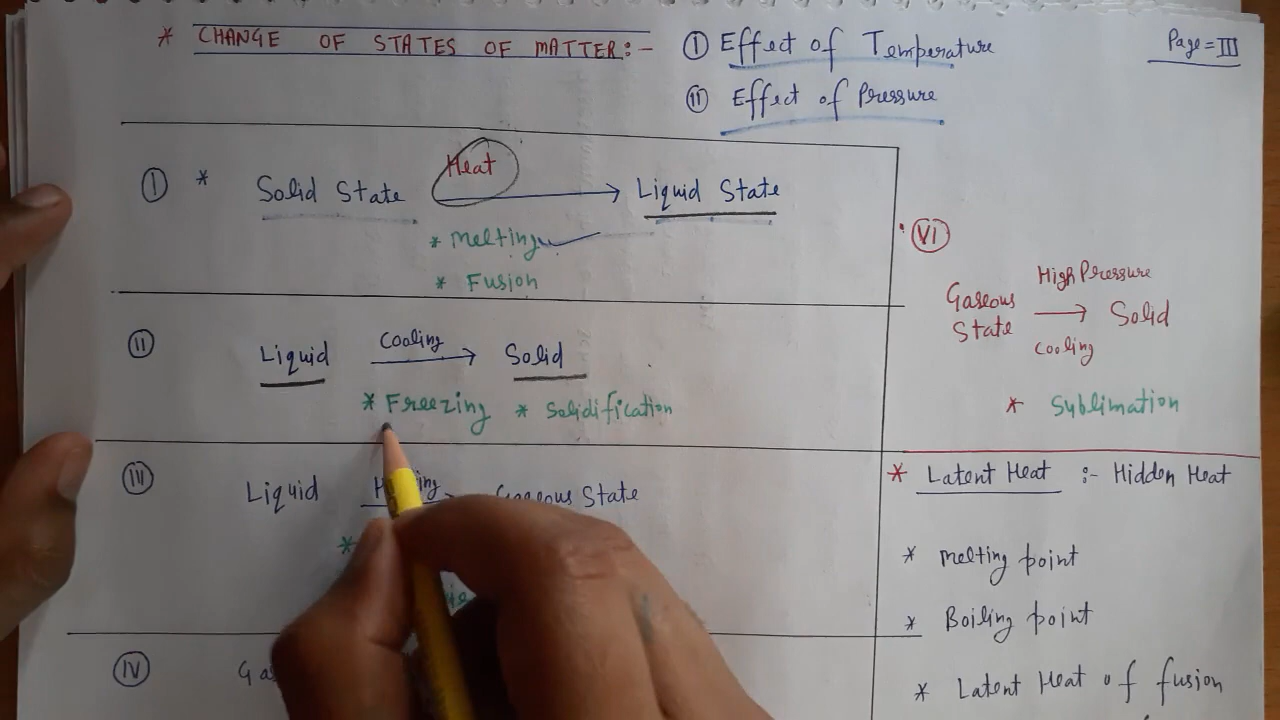 * CHANGE OF STATES OF MATTER:-
I Effect of Temperature
II Effect of Pressure
Page = III
I * Solid State Heat Liquid State
* Melting
* Fusion
II Liquid Cooling Solid
* Freezing * Solidification
III Liquid Gaseous State
*
IV
VI
Gaseous State High Pressure Cooling Solid
* Sublimation
* Latent Heat :- Hidden Heat
* Melting point
* Boiling point
* Latent Heat of fusion